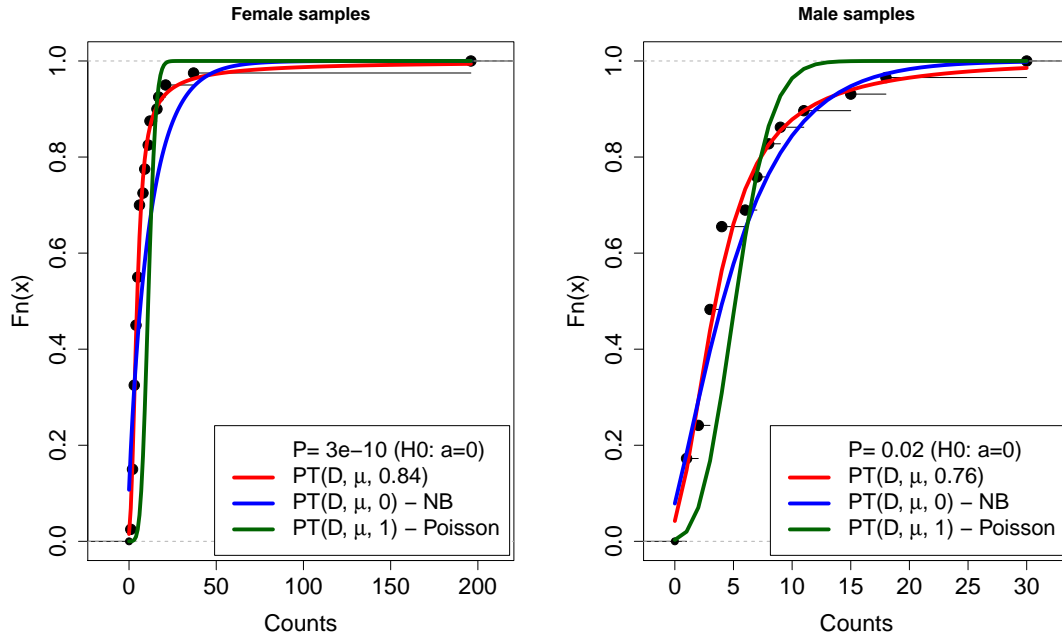 Female samples
Fn(x)
1.0
0.8
0.6
0.4
0.2
0.0
P= 3e−10 (H0: a=0)
PT(D, μ, 0.84)
PT(D, μ, 0) − NB
PT(D, μ, 1) − Poisson
0 50 100 150 200
Counts
Male samples
Fn(x)
1.0
0.8
0.6
0.4
0.2
0.0
P= 0.02 (H0: a=0)
PT(D, μ, 0.76)
PT(D, μ, 0) − NB
PT(D, μ, 1) − Poisson
0 5 10 15 20 25 30
Counts